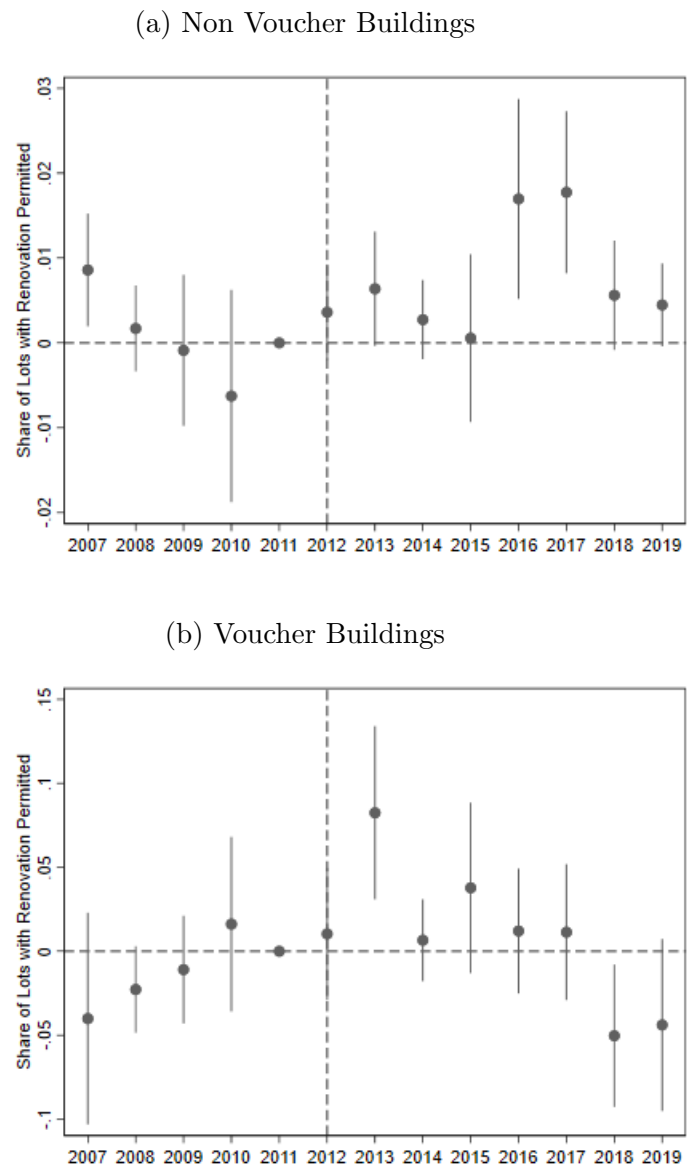 (a) Non Voucher Buildings
Share of Lots with Renovation Permitted
.03
.02
.01
0
-.01
-.02
2007 2008 2009 2010 2011 2012 2013 2014 2015 2016 2017 2018 2019
(b) Voucher Buildings
Share of Lots with Renovation Permitted
.15
.1
.05
0
-.05
-.1
2007 2008 2009 2010 2011 2012 2013 2014 2015 2016 2017 2018 2019